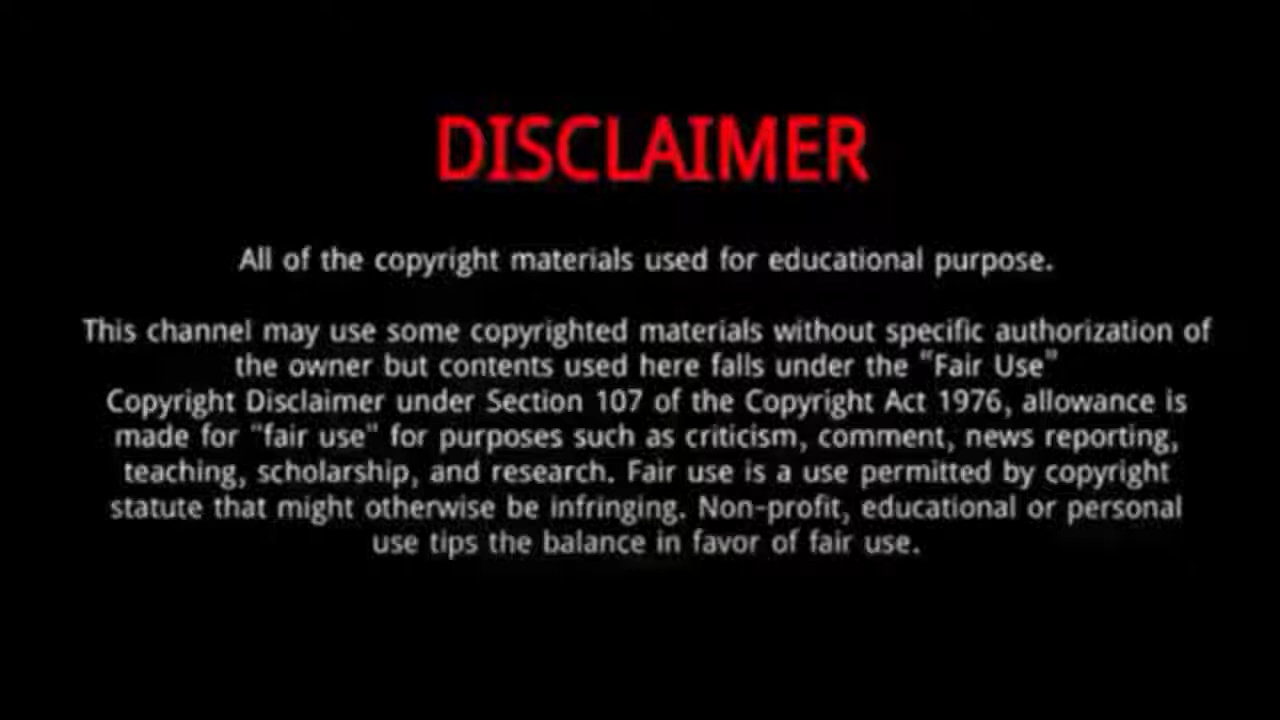 DISCLAIMER
All of the copyright materials used for educational purpose.
This channel may use some copyrighted materials without specific authorization of
the owner but contents used here falls under the "Fair Use"
Copyright Disclaimer under Section 107 of the Copyright Act 1976, allowance is
made for "fair use" for purposes such as criticism, comment, news reporting,
teaching, scholarship, and research. Fair use is a use permitted by copyright
statute that might otherwise be infringing. Non-profit, educational or personal
use tips the balance in favor of fair use.